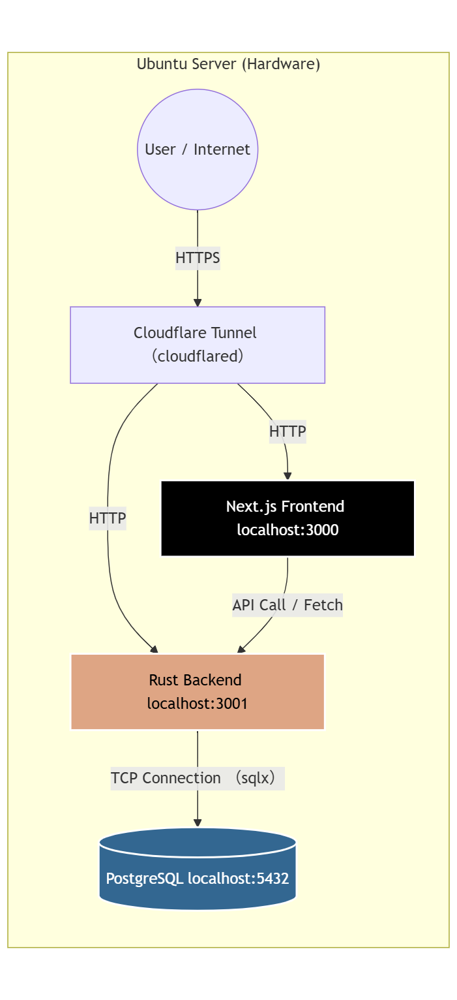 Ubuntu Server (Hardware)
User / Internet
HTTPS
Cloudflare Tunnel
（cloudflared）
HTTP
Next.js Frontend
localhost:3000
HTTP
API Call / Fetch
Rust Backend
localhost:3001
TCP Connection （sqlx）
PostgreSQL localhost:5432